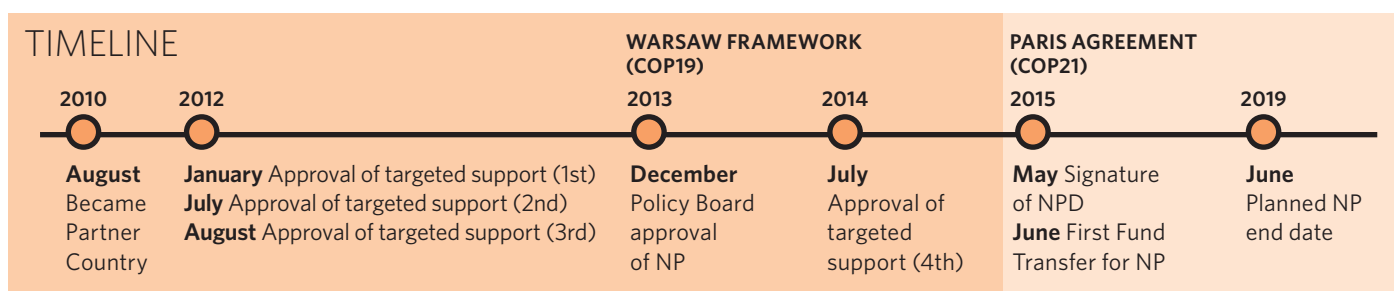 TIMELINE
WARSAW FRAMEWORK
(COP19)
PARIS AGREEMENT
(COP21)
2010
2012
2013
2014
2015
2019
August
Became
Partner
Country
January Approval of targeted support (1st)
July Approval of targeted support (2nd)
August Approval of targeted support (3rd)
December
Policy Board
approval
of NP
July
Approval of
targeted
support (4th)
May Signature
of NPD
June First Fund
Transfer for NP
June
Planned NP
end date